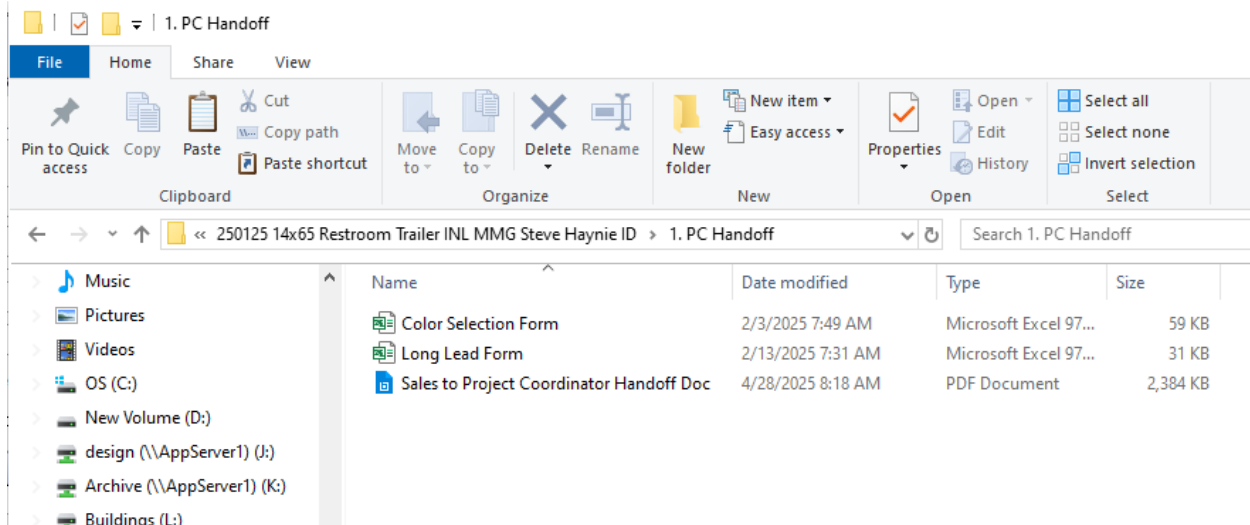 1. PC Handoff
File Home Share View
Pin to Quick access Copy Paste Cut Copy path Paste shortcut Move to Copy to Delete Rename New folder New item Easy access Properties Open Edit History Select all Select none Invert selection
Clipboard Organize New Open Select
« 250125 14x65 Restroom Trailer INL MMG Steve Haynie ID > 1. PC Handoff Search 1. PC Handoff
Name Date modified Type Size
Music
Pictures
Videos
OS (C:)
New Volume (D:)
design (\\AppServer1) (J:)
Archive (\\AppServer1) (K:)
Buildings (L:)
Color Selection Form 2/3/2025 7:49 AM Microsoft Excel 97... 59 KB
Long Lead Form 2/13/2025 7:31 AM Microsoft Excel 97... 31 KB
Sales to Project Coordinator Handoff Doc 4/28/2025 8:18 AM PDF Document 2,384 KB